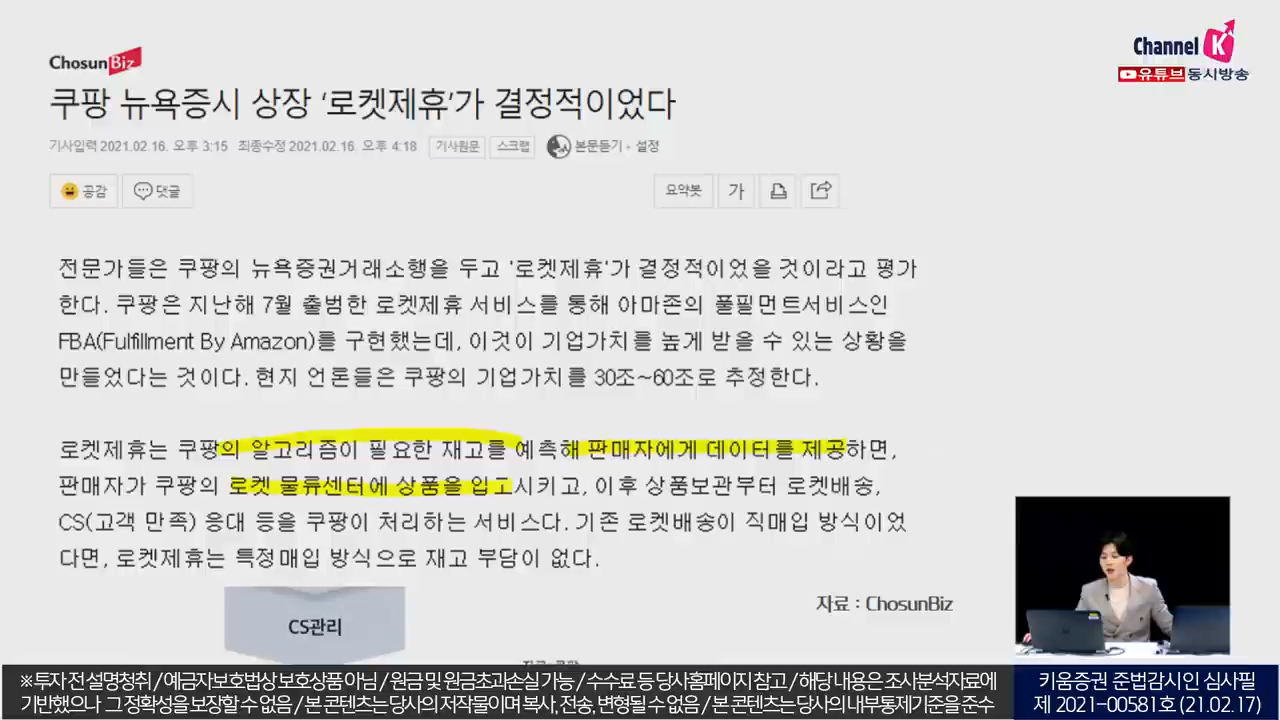 Channel K
유튜브 동시방송
ChosunBiz
쿠팡 뉴욕증시 상장 '로켓제휴'가 결정적이었다
기사입력 2021.02.16. 오후 3:15 최종수정 2021.02.16. 오후 4:18 기사원문 스크랩 본문듣기 · 설정
공감 댓글 요약봇 가
전문가들은 쿠팡의 뉴욕증권거래소행을 두고 '로켓제휴'가 결정적이었을 것이라고 평가
한다. 쿠팡은 지난해 7월 출범한 로켓제휴 서비스를 통해 아마존의 풀필먼트서비스인
FBA(Fulfillment By Amazon)를 구현했는데, 이것이 기업가치를 높게 받을 수 있는 상황을
만들었다는 것이다. 현지 언론들은 쿠팡의 기업가치를 30조~60조로 추정한다.
로켓제휴는 쿠팡의 알고리즘이 필요한 재고를 예측해 판매자에게 데이터를 제공하면,
판매자가 쿠팡의 로켓 물류센터에 상품을 입고시키고, 이후 상품보관부터 로켓배송,
CS(고객 만족) 응대 등을 쿠팡이 처리하는 서비스다. 기존 로켓배송이 직매입 방식이었
다면, 로켓제휴는 특정매입 방식으로 재고 부담이 없다.
자료 : ChosunBiz
CS관리
※ 투자 전 설명청취 / 예금자보호법상 보호상품 아님 / 원금 및 원금초과손실 가능 / 수수료 등 당사홈페이지 참고 / 해당 내용은 조사분석자료에
기반했으나 그 정확성을 보장할 수 없음 / 본 콘텐츠는 당사의 저작물이며 복사, 전송, 변형될 수 없음 / 본 콘텐츠는 당사의 내부통제기준을 준수
키움증권 준법감시인 심사필
제 2021-00581호 (21.02.17)